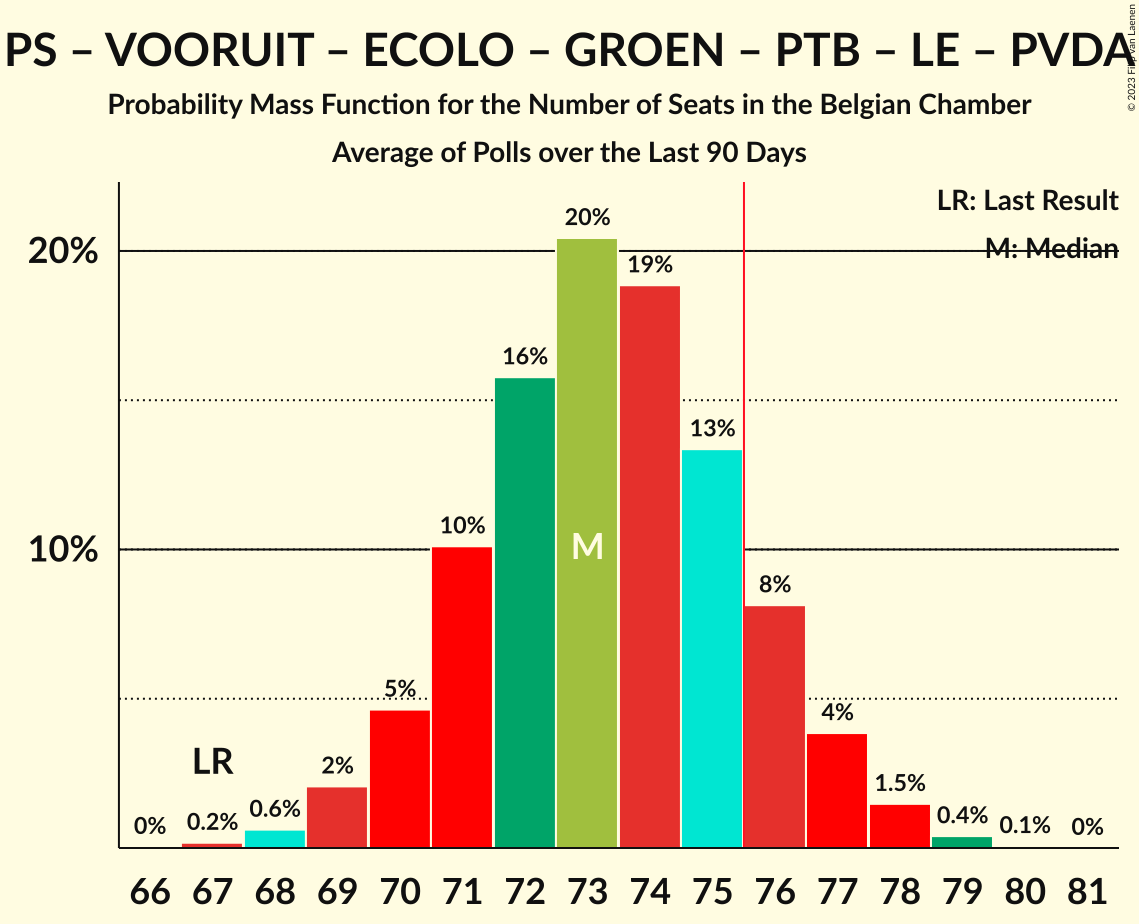 PS – VOORUIT – ECOLO – GROEN – PTB – LE – PVDA
© 2023 Filip van Laenen
Probability Mass Function for the Number of Seats in the Belgian Chamber
Average of Polls over the Last 90 Days
LR: Last Result
M: Median
20%
10%
0%
0.2%
0.6%
2%
5%
10%
16%
20%
19%
13%
8%
4%
1.5%
0.4%
0.1%
0%
LR
M
66 67 68 69 70 71 72 73 74 75 76 77 78 79 80 81